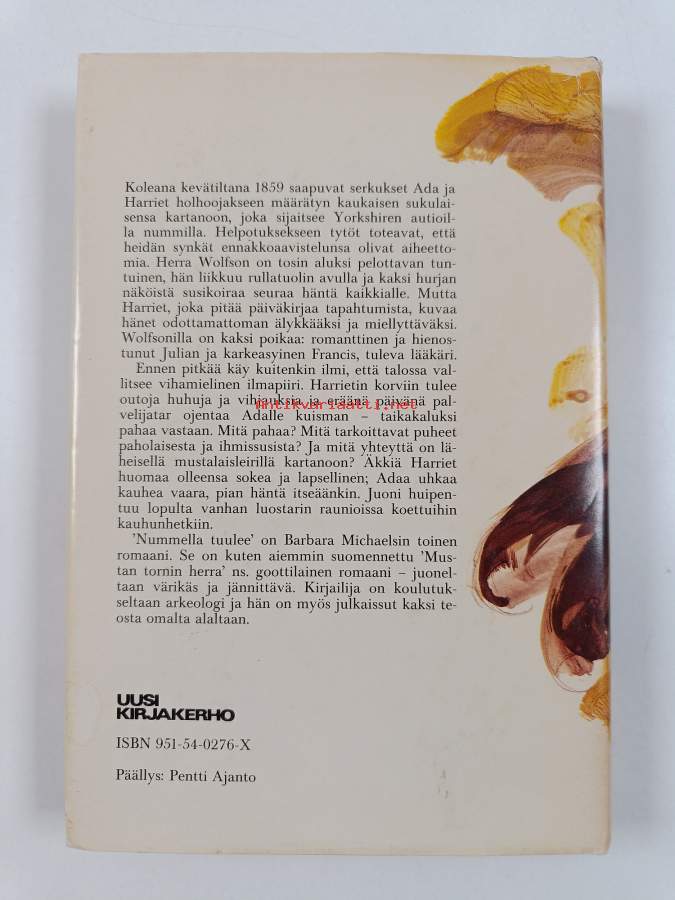 Koleana kevätiltana 1859 saapuvat serkukset Ada ja
Harriet holhoojakseen määrätyn kaukaisen sukulai-
sensa kartanoon, joka sijaitsee Yorkshiren autioil-
la nummilla. Helpotuksekseen tytöt toteavat, että
heidän synkät ennakkoaavistelunsa olivat aiheetto-
mia. Herra Wolfson on tosin aluksi pelottavan tun-
tuinen, hän liikkuu rullatuolin avulla ja kaksi hurjan
näköistä susikoiraa seuraa häntä kaikkialle. Mutta
Harriet, joka pitää päiväkirjaa tapahtumista, kuvaa
hänet odottamattoman älykkääksi ja miellyttäväksi.
Wolfsonilla on kaksi poikaa: romanttinen ja hienos-
tunut Julian ja karkeasyinen Francis, tuleva lääkäri.
Ennen pitkää käy kuitenkin ilmi, että talossa val-
litsee vihamielinen ilmapiiri. Harrietin korviin tulee
outoja huhuja ja vihjauksia ja eräänä päivänä pal-
antikvariaatti.net
velijatar ojentaa Adalle kuisman – taikakaluksi
pahaa vastaan. Mitä pahaa? Mitä tarkoittavat puheet
paholaisesta ja ihmissusista? Ja mitä yhteyttä on lä-
heisellä mustalaisleirillä kartanoon? Äkkiä Harriet
huomaa olleensa sokea ja lapsellinen; Adaa uhkaa
kauhea vaara, pian häntä itseäänkin. Juoni huipen-
tuu lopulta vanhan luostarin raunioissa koettuihin
kauhunhetkiin.
'Nummella tuulee' on Barbara Michaelsin toinen
romaani. Se on kuten aiemmin suomennettu 'Mus-
tan tornin herra' ns. goottilainen romaani – juonel-
taan värikäs ja jännittävä. Kirjailija on koulutuk-
seltaan arkeologi ja hän on myös julkaissut kaksi te-
osta omalta alaltaan.
UUSI
KIRJAKERHO
ISBN 951-54-0276-X
Päällys: Pentti Ajanto